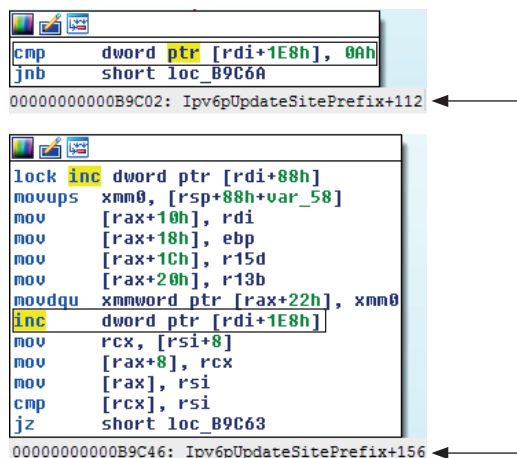 cmp dword ptr [rdi+1E8h], 0Ah
jnb short loc_B9C6A
00000000000B9C02: Ipv6pUpdateSitePrefix+112
lock inc dword ptr [rdi+88h]
movups xmm0, [rsp+88h+var_58]
mov [rax+10h], rdi
mov [rax+18h], ebp
mov [rax+1Ch], r15d
mov [rax+20h], r13b
movdqu xmmword ptr [rax+22h], xmm0
inc dword ptr [rdi+1E8h]
mov rcx, [rsi+8]
mov [rax+8], rcx
mov [rax], rsi
cmp [rcx], rsi
jz short loc_B9C63
00000000000B9C46: Ipv6pUpdateSitePrefix+156